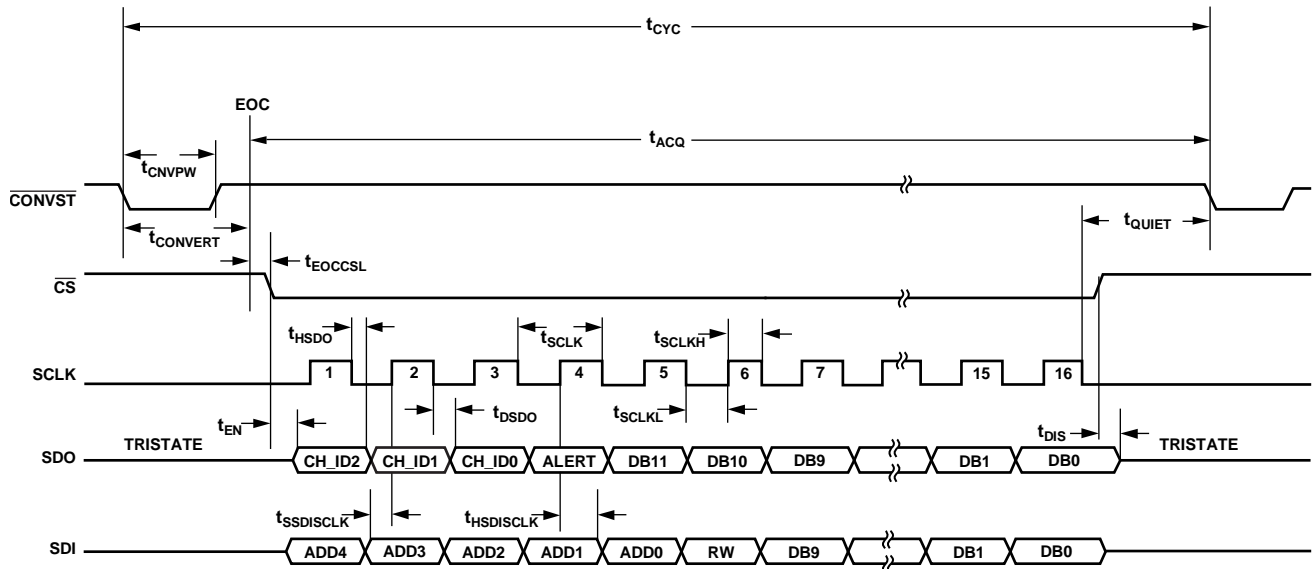 tCYC
EOC
tACQ
tCNVPW
CONVST
tCONVERT
tQUIET
tEOCCSL
CS
tHSDO
tSCLK
tSCLKH
SCLK
1 2 3 4 5 6 7 15 16
tEN
tDSDO
tSCLKL
tDIS
TRISTATE
TRISTATE
SDO
CH_ID2 CH_ID1 CH_ID0 ALERT DB11 DB10 DB9 DB1 DB0
tSSDISCLK
tHSDISCLK
SDI
ADD4 ADD3 ADD2 ADD1 ADD0 RW DB9 DB1 DB0